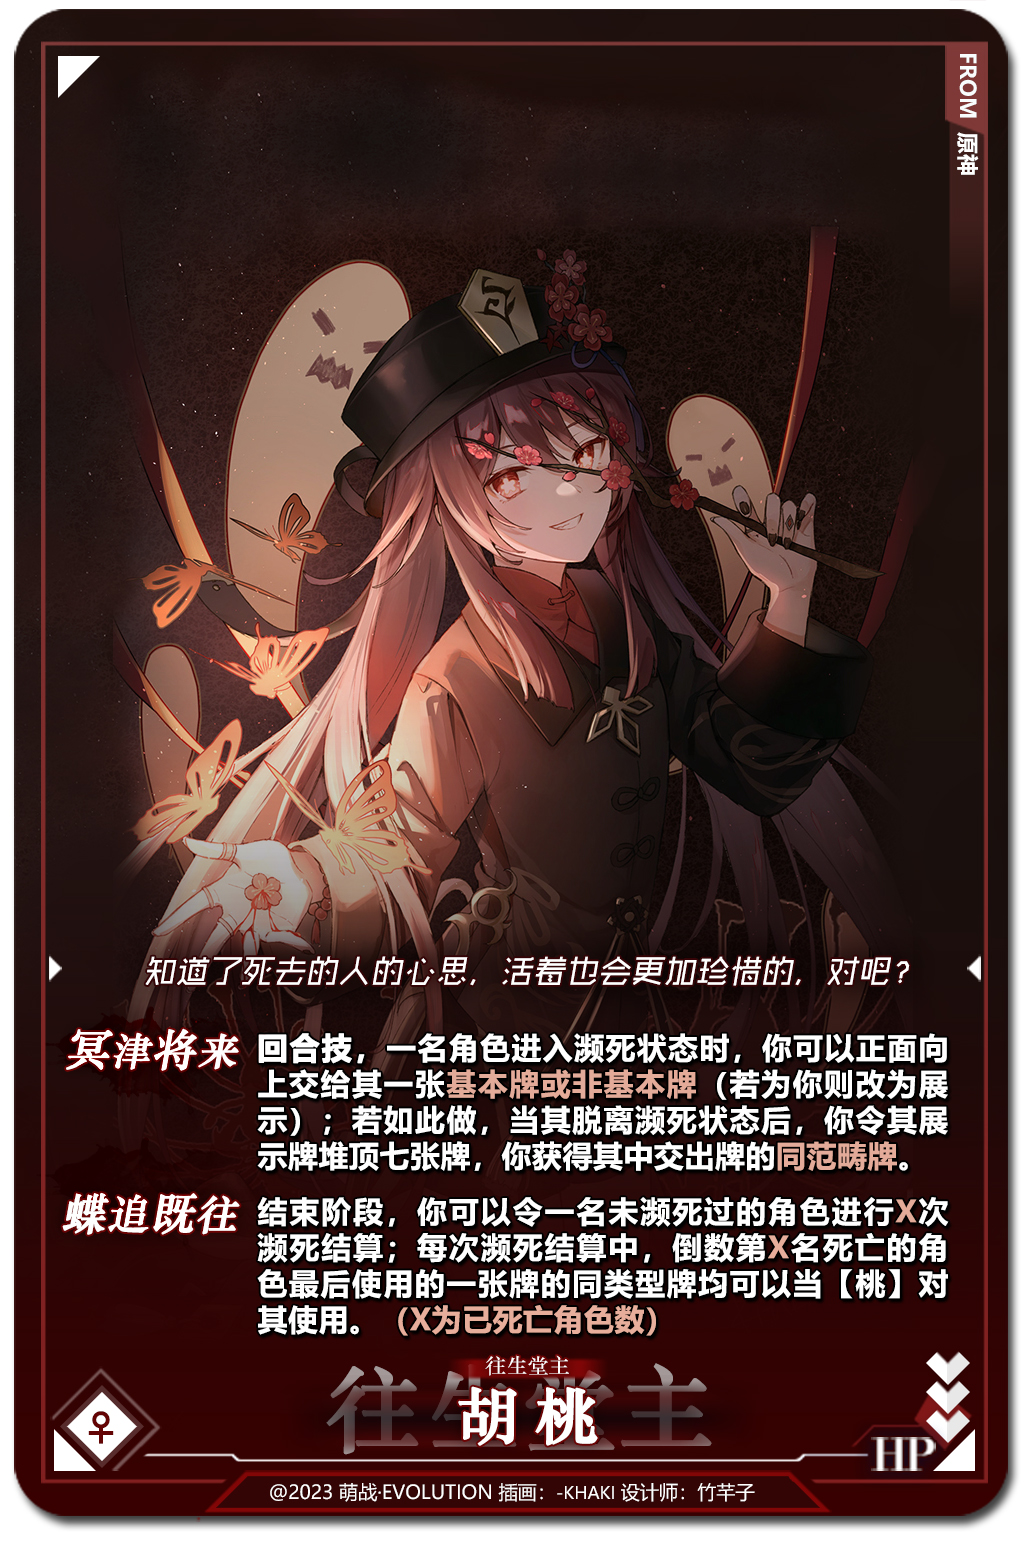 FROM 原神
知道了死去的人的心思，活着也会更加珍惜的，对吧？
冥津将来
回合技，一名角色进入濒死状态时，你可以正面向
上交给其一张基本牌或非基本牌（若为你则改为展
示）；若如此做，当其脱离濒死状态后，你令其展
示牌堆顶七张牌，你获得其中交出牌的同范畴牌。
蝶追既往
结束阶段，你可以令一名未濒死过的角色进行X次
濒死结算；每次濒死结算中，倒数第X名死亡的角
色最后使用的一张牌的同类型牌均可以当【桃】对
其使用。（X为已死亡角色数）
往生堂主
往生堂主
胡桃
HP
@2023 萌战·EVOLUTION 插画：-KHAKI 设计师：竹芊子